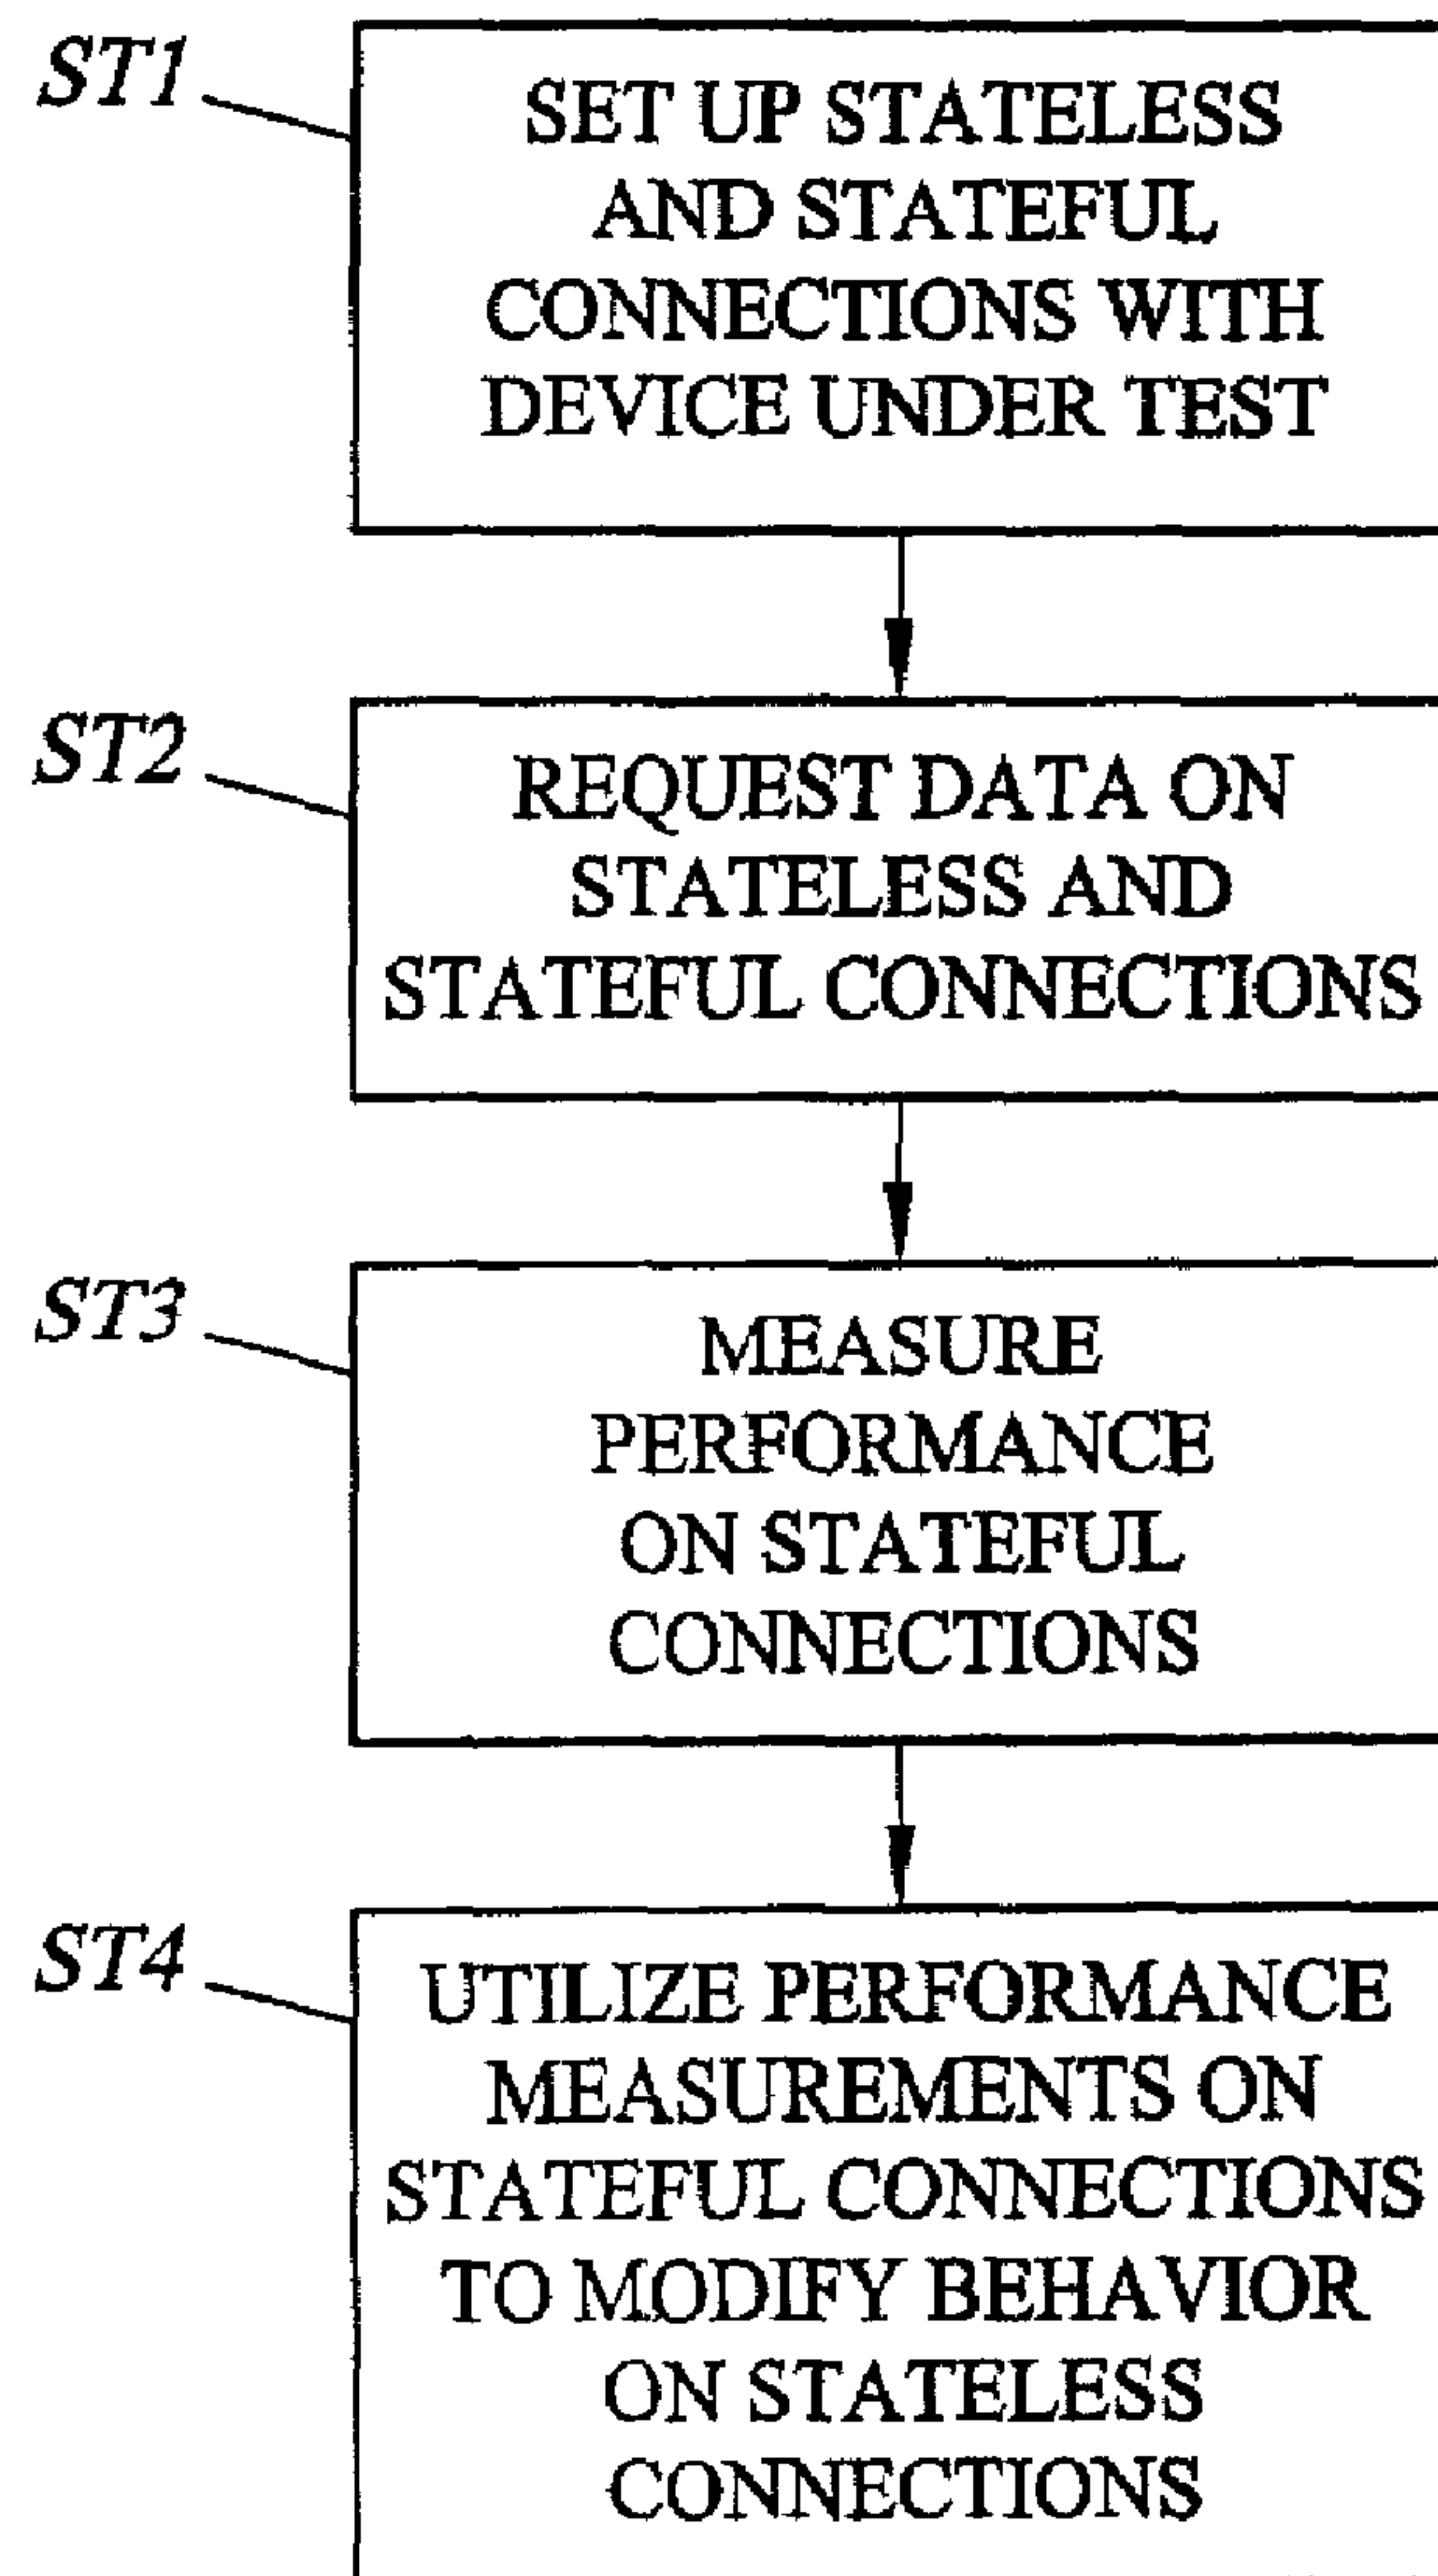 ST1
SET UP STATELESS
AND STATEFUL
CONNECTIONS WITH
DEVICE UNDER TEST
ST2
REQUEST DATA ON
STATELESS AND
STATEFUL CONNECTIONS
ST3
MEASURE
PERFORMANCE
ON STATEFUL
CONNECTIONS
ST4
UTILIZE PERFORMANCE
MEASUREMENTS ON
STATEFUL CONNECTIONS
TO MODIFY BEHAVIOR
ON STATELESS
CONNECTIONS